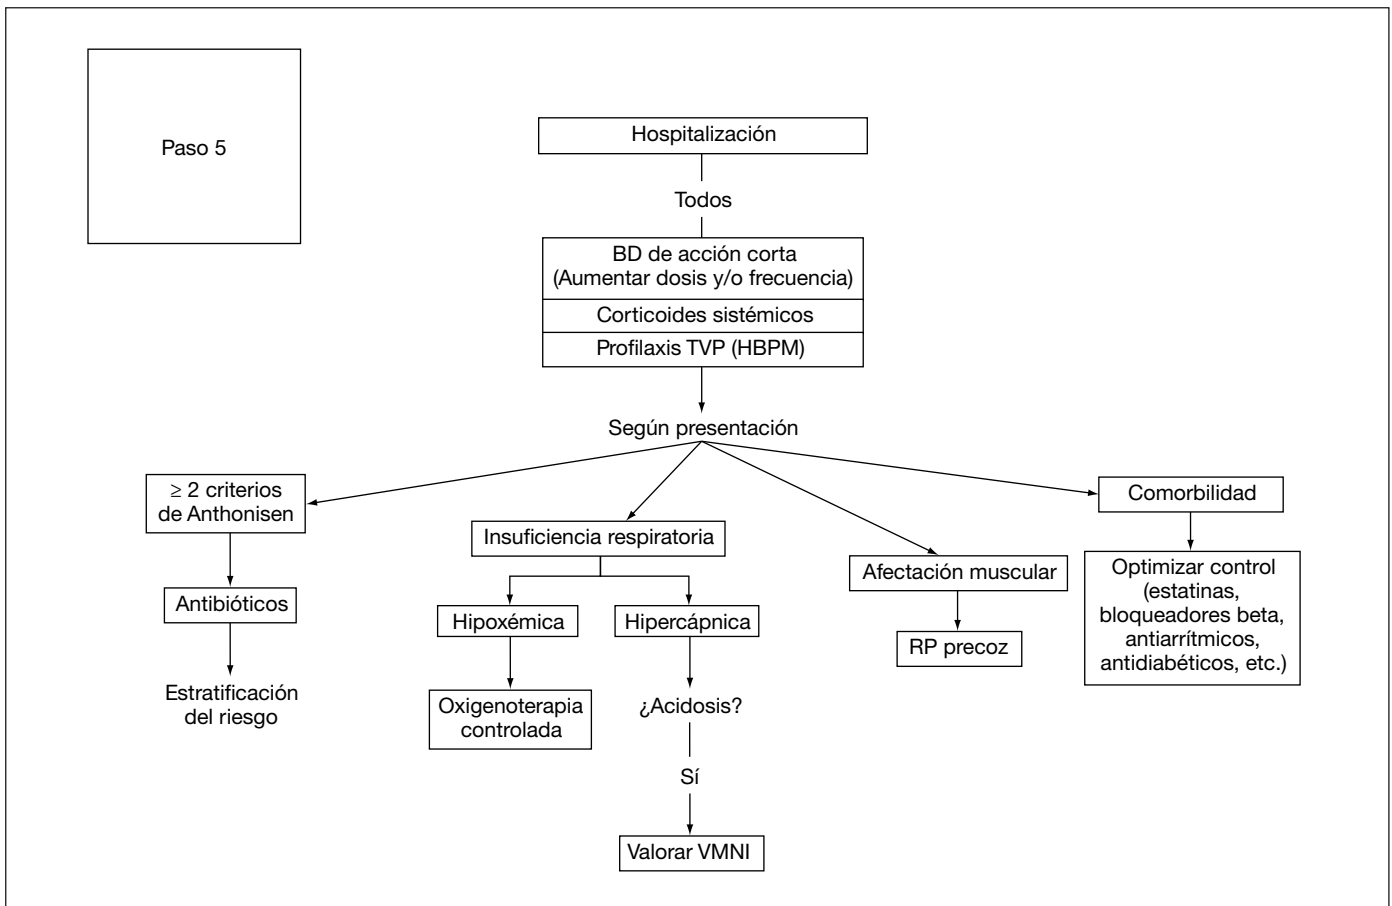 Paso 5
Hospitalización
Todos
BD de acción corta
(Aumentar dosis y/o frecuencia)
Corticoides sistémicos
Profilaxis TVP (HBPM)
Según presentación
≥ 2 criterios
de Anthonisen
Antibióticos
Estratificación
del riesgo
Insuficiencia respiratoria
Hipoxémica
Oxigenoterapia
controlada
Hipercápnica
¿Acidosis?
Sí
Valorar VMNI
Afectación muscular
RP precoz
Comorbilidad
Optimizar control
(estatinas,
bloqueadores beta,
antiarrítmicos,
antidiabéticos, etc.)